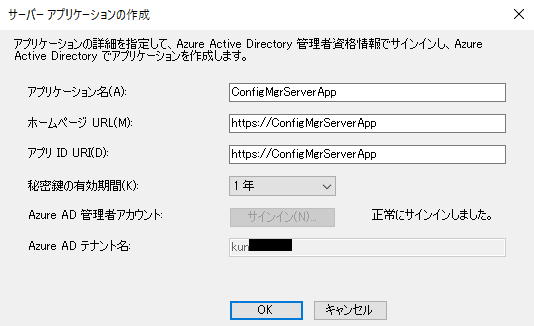 サーバー アプリケーションの作成
アプリケーションの詳細を指定して、Azure Active Directory 管理者資格情報でサインインし、Azure
Active Directory でアプリケーションを作成します。
アプリケーション名(A): ConfigMgrServerApp
ホームページ URL(M): https://ConfigMgrServerApp
アプリ ID URI(D): https://ConfigMgrServerApp
秘密鍵の有効期間(K): 1 年
Azure AD 管理者アカウント: サインイン(N)... 正常にサインインしました。
Azure AD テナント名: kur
OK キャンセル